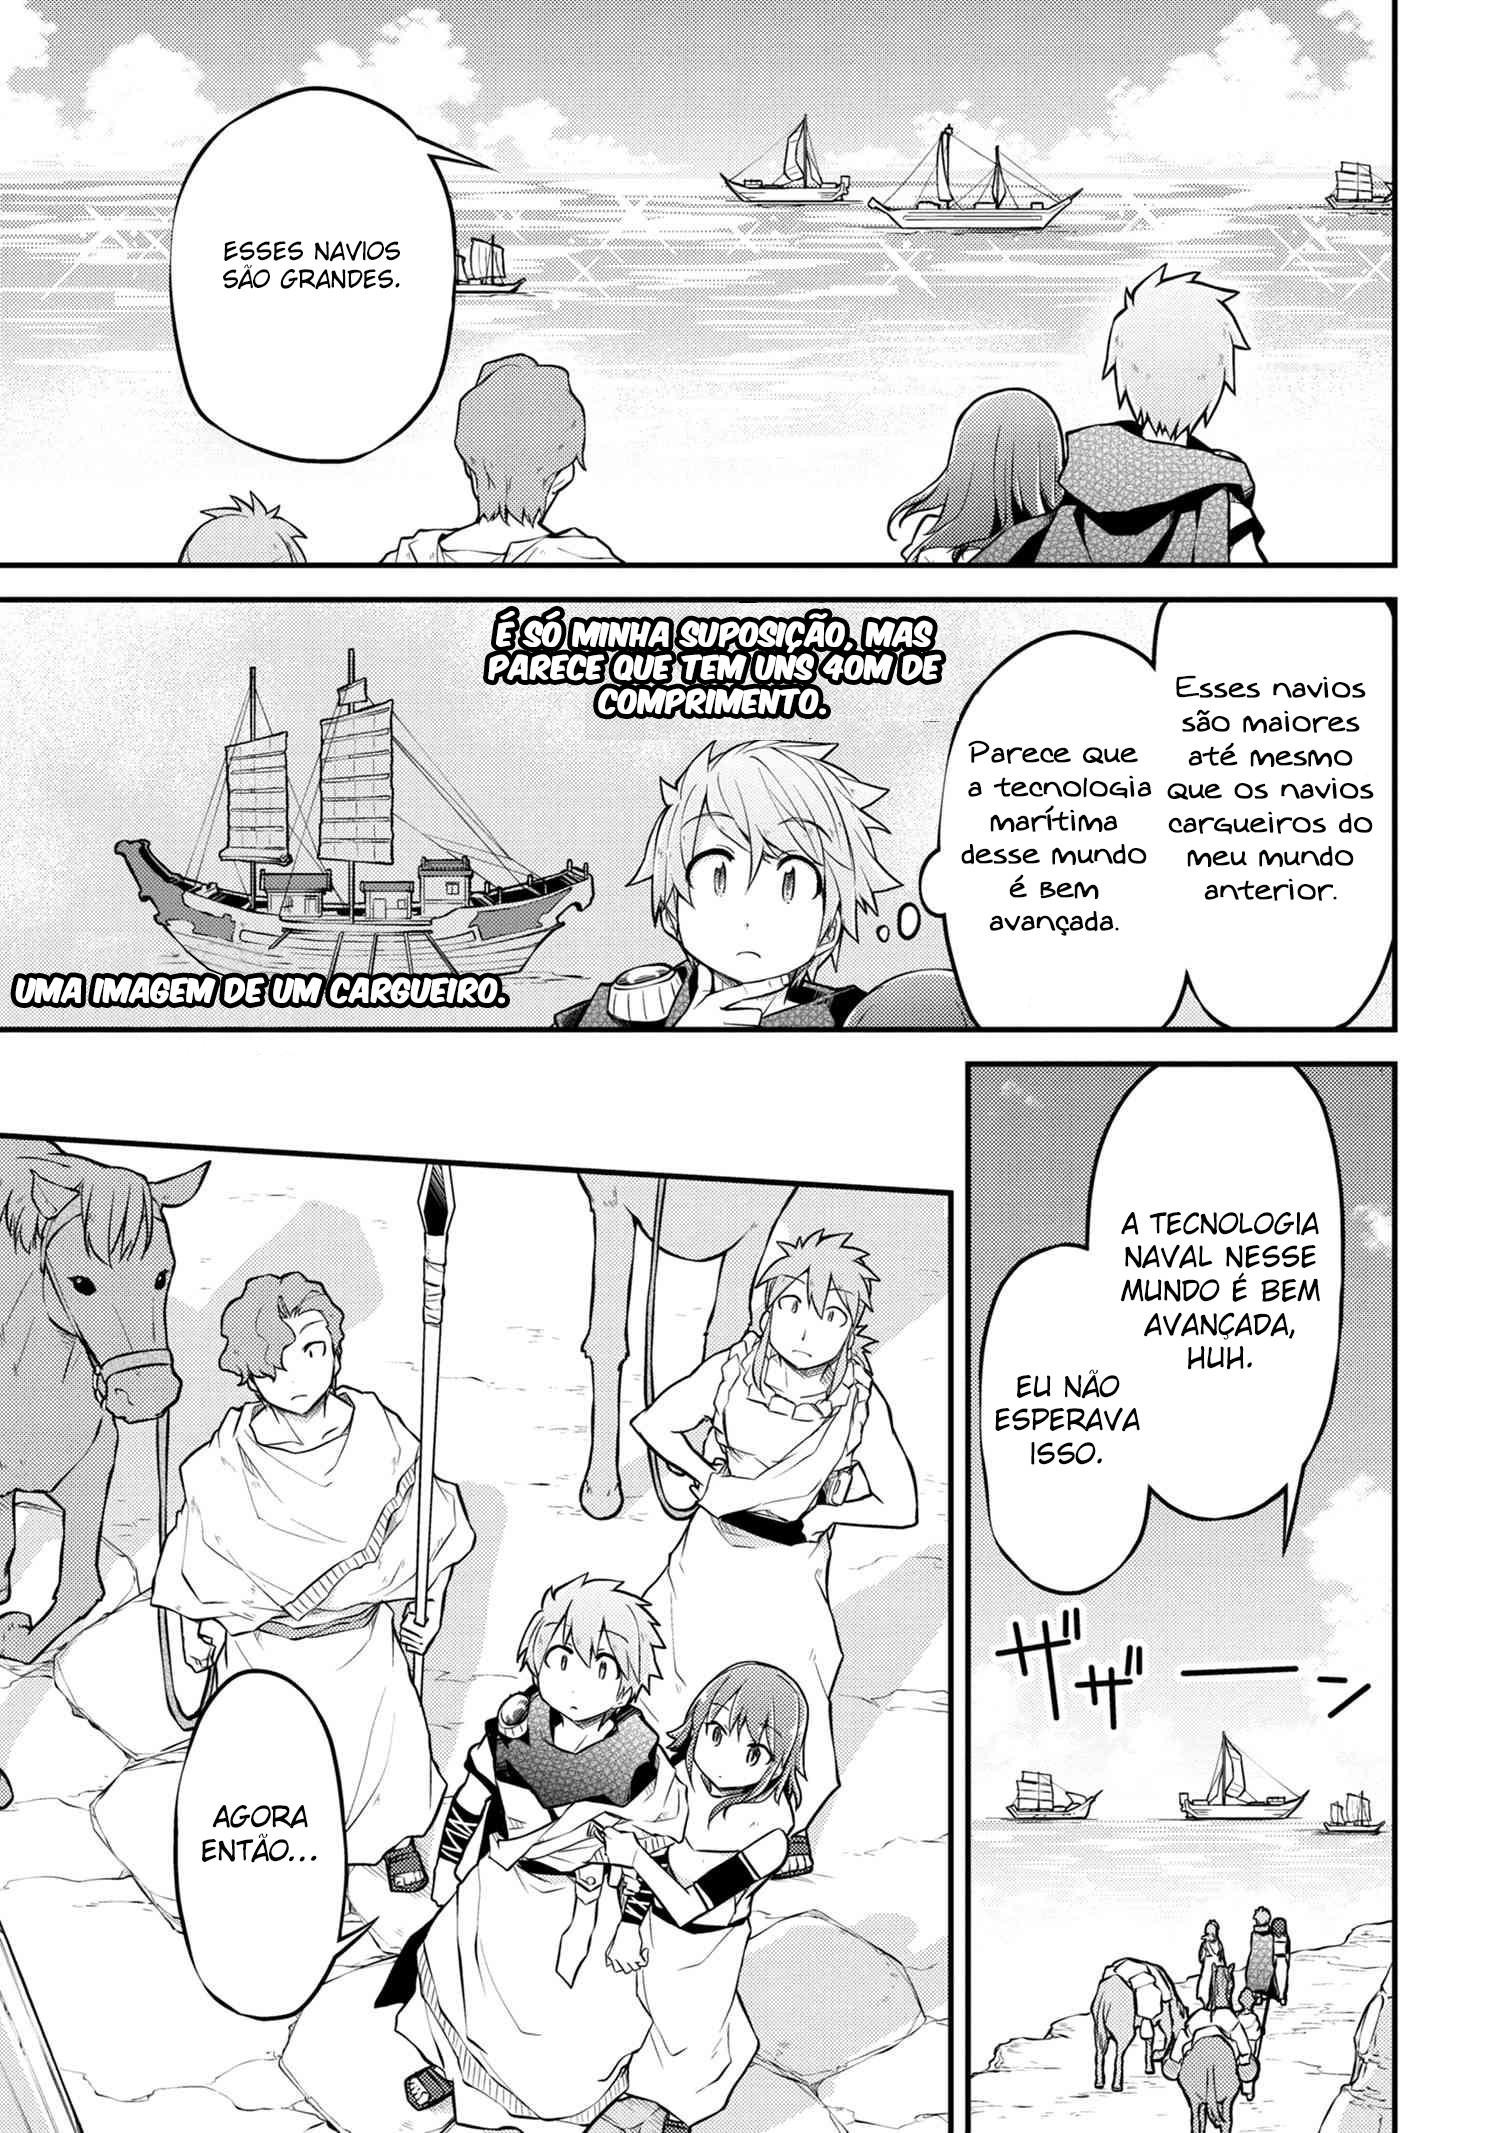 ESSES NAVIOS
SÃO GRANDES.
Esses navios
são maiores
até mesmo
que os navios
cargueiros do
meu mundo
anterior.
Parece que
a tecnologia
marítima
desse mundo
é bem
avançada.
É SÓ MINHA SUPOSIÇÃO, MAS
PARECE QUE TEM UNS 40M DE
COMPRIMENTO.
UMA IMAGEM DE UM CARGUEIRO.
A TECNOLOGIA
NAVAL NESSE
MUNDO É BEM
AVANÇADA,
HUH.
EU NÃO
ESPERAVA
ISSO.
ザザザーーン
AGORA
ENTÃO...